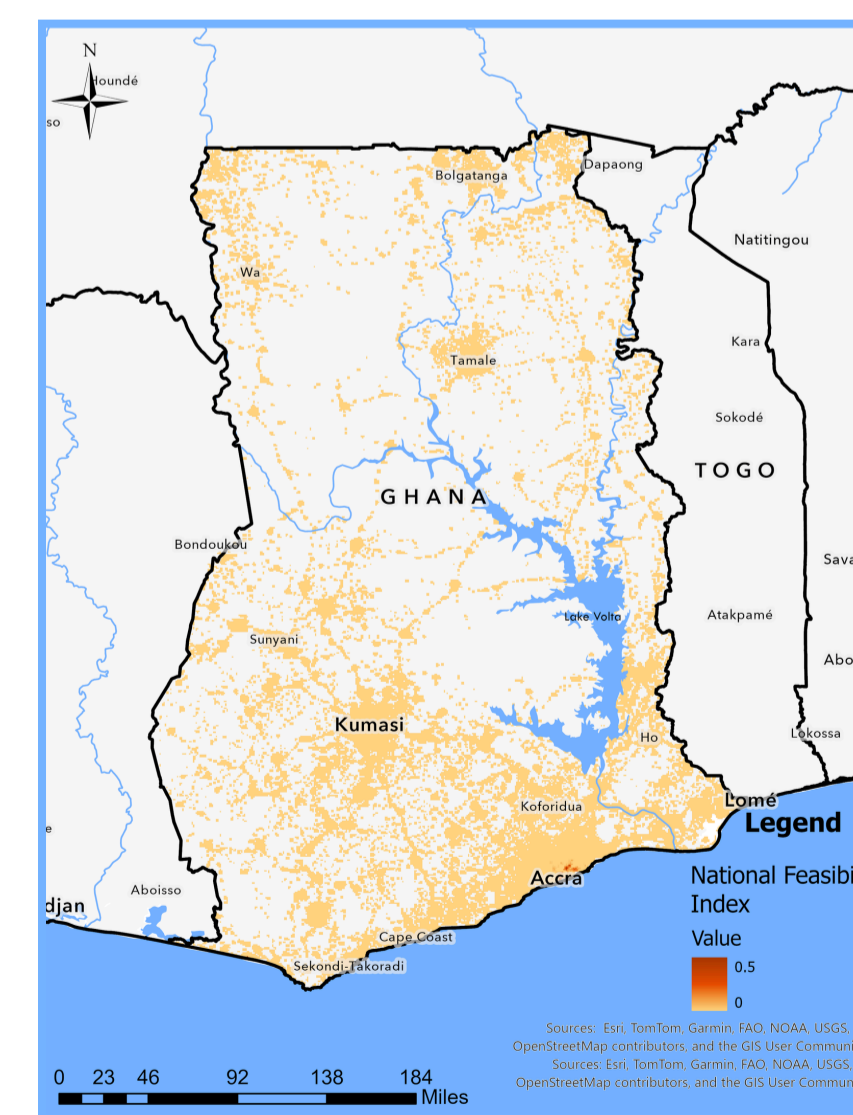 N
Houndé
so
Dapaong
Bolgatanga
Natitingou
Wa
Kara
Tamale
Sokodé
TOGO
GHANA
Bondoukou
Sava
Lake Volta
Atakpamé
Sunyani
Abo
Kumasi
Ho
Lokossa
Lomé
Koforidua
Legend
e
Accra
National Feasibi
Index
Aboisso
djan
Value
Cape Coast
Sekondi-Takoradi
0.5
0
Sources: Esri, TomTom, Garmin, FAO, NOAA, USGS,
OpenStreetMap contributors, and the GIS User Communi
Sources: Esri, TomTom, Garmin, FAO, NOAA, USGS,
OpenStreetMap contributors, and the GIS User Commun
0 23 46 92 138 184
Miles